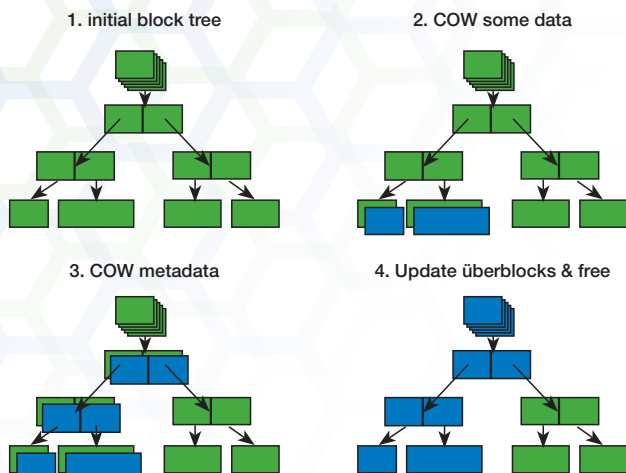 1. initial block tree
2. COW some data
3. COW metadata
4. Update überblocks & free